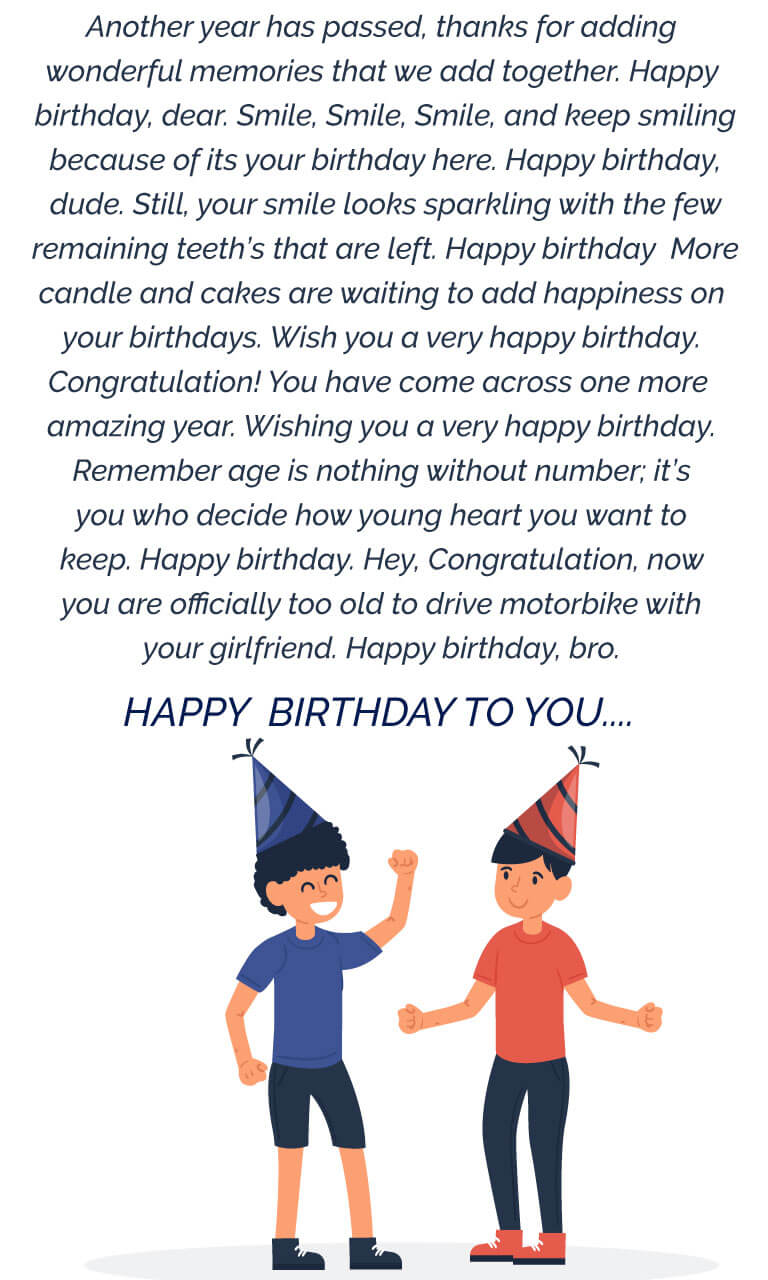 Another year has passed, thanks for adding
wonderful memories that we add together. Happy
birthday, dear. Smile, Smile, Smile, and keep smiling
because of its your birthday here. Happy birthday,
dude. Still, your smile looks sparkling with the few
remaining teeth's that are left. Happy birthday  More
candle and cakes are waiting to add happiness on
your birthdays. Wish you a very happy birthday.
Congratulation! You have come across one more
amazing year. Wishing you a very happy birthday.
Remember age is nothing without number; it's
you who decide how young heart you want to
keep. Happy birthday. Hey, Congratulation, now
you are officially too old to drive motorbike with
your girlfriend. Happy birthday, bro.
HAPPY  BIRTHDAY TO YOU....